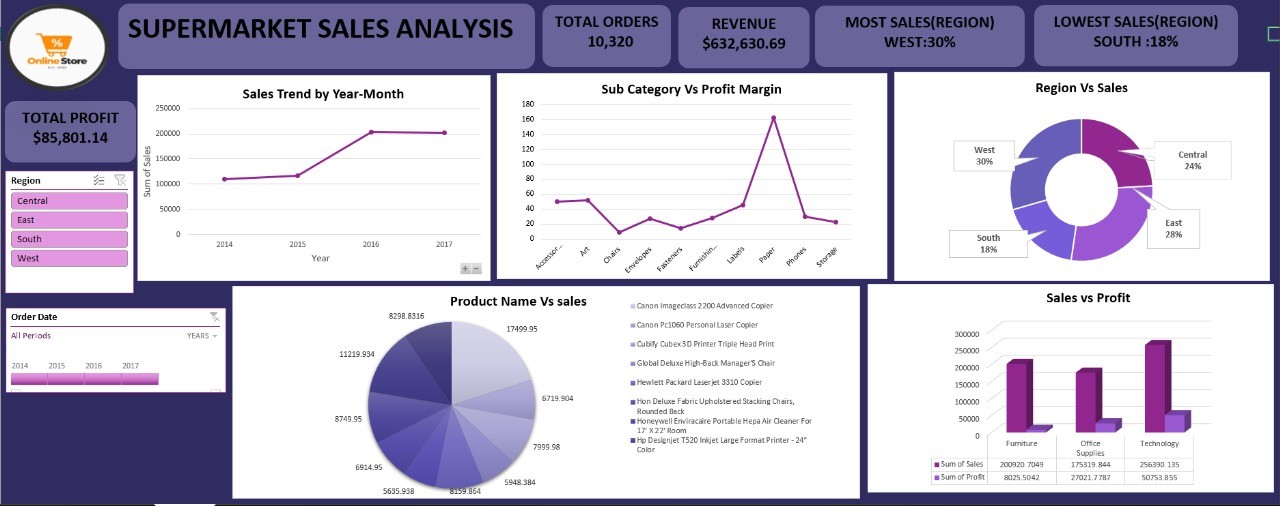 %
OnlineStore
SUPERMARKET SALES ANALYSIS
TOTAL ORDERS
10,320
REVENUE
$632,630.69
MOST SALES(REGION)
WEST:30%
LOWEST SALES(REGION)
SOUTH :18%
TOTAL PROFIT
$85,801.14
Region
Central
East
South
West
Order Date
All Periods
YEARS
2014 2015 2016 2017
Sales Trend by Year-Month
Sum of Sales
250000
200000
150000
100000
50000
0
2014 2015 2016 2017
Year
+ −
Sub Category Vs Profit Margin
180
160
140
120
100
80
60
40
20
0
Accessor...
Art
Chairs
Envelopes
Fasteners
Furnishin...
Labels
Paper
Phones
Storage
Region Vs Sales
West
30%
Central
24%
East
28%
South
18%
Product Name Vs sales
8298.8316
17499.95
11219.934
6719.904
8749.95
7999.98
6914.95
5948.384
5635.938
8159.864
Canon Imageclass 2200 Advanced Copier
Canon Pc1060 Personal Laser Copier
Cubify Cubex 3D Printer Triple Head Print
Global Deluxe High-Back Manager'S Chair
Hewlett Packard Laserjet 3310 Copier
Hon Deluxe Fabric Upholstered Stacking Chairs,
Rounded Back
Honeywell Enviracaire Portable Hepa Air Cleaner For
17' X 22' Room
Hp Designjet T520 Inkjet Large Format Printer - 24"
Color
Sales vs Profit
300000
250000
200000
150000
100000
50000
0
Furniture
Office
Supplies
Technology
Sum of Sales 200920.7049 175319.844 256390.135
Sum of Profit 8025.5042 27021.7787 50753.855